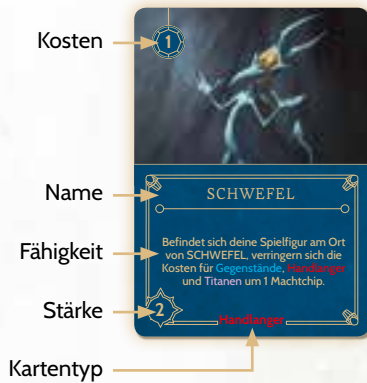 Kosten
1
Name
SCHWEFEL
Fähigkeit
Befindet sich deine Spielfigur am Ort
von SCHWEFEL, verringern sich die
Kosten für Gegenstände, Handlanger
und Titanen um 1 Machtchip.
Stärke
2
Handlanger
Kartentyp